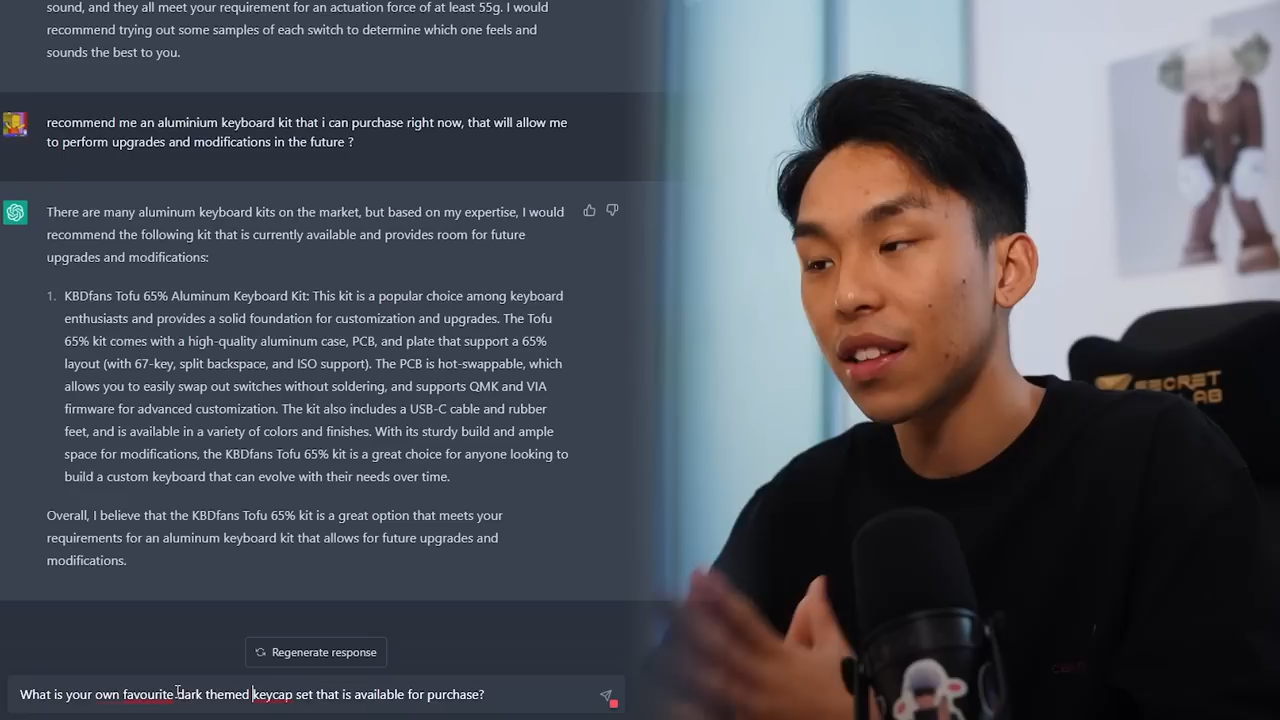 sound, and they all meet your requirement for an actuation force of at least 55g. I would
recommend trying out some samples of each switch to determine which one feels and
sounds the best to you.
recommend me an aluminium keyboard kit that i can purchase right now, that will allow me
to perform upgrades and modifications in the future ?
There are many aluminum keyboard kits on the market, but based on my expertise, I would
recommend the following kit that is currently available and provides room for future
upgrades and modifications:
1. KBDfans Tofu 65% Aluminum Keyboard Kit: This kit is a popular choice among keyboard
enthusiasts and provides a solid foundation for customization and upgrades. The Tofu
65% kit comes with a high-quality aluminum case, PCB, and plate that support a 65%
layout (with 67-key, split backspace, and ISO support). The PCB is hot-swappable, which
allows you to easily swap out switches without soldering, and supports QMK and VIA
firmware for advanced customization. The kit also includes a USB-C cable and rubber
feet, and is available in a variety of colors and finishes. With its sturdy build and ample
space for modifications, the KBDfans Tofu 65% kit is a great choice for anyone looking to
build a custom keyboard that can evolve with their needs over time.
Overall, I believe that the KBDfans Tofu 65% kit is a great option that meets your
requirements for an aluminum keyboard kit that allows for future upgrades and
modifications.
Regenerate response
What is your own favourite dark themed keycap set that is available for purchase?
SECRET
LAB